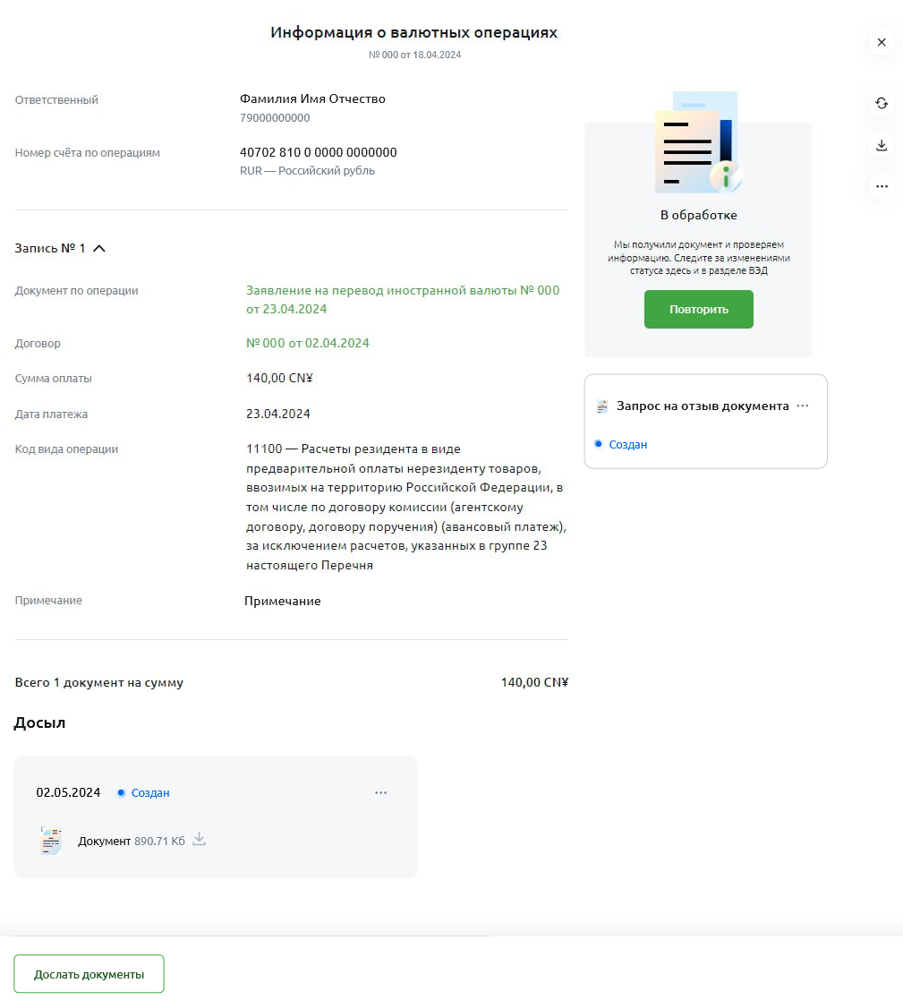 Информация о валютных операциях
№ 000 от 18.04.2024
Ответственный
Фамилия Имя Отчество
79000000000
Номер счёта по операциям
40702 810 0 0000 0000000
RUR — Российский рубль
Запись № 1
Документ по операции
Заявление на перевод иностранной валюты № 000
от 23.04.2024
Договор
№ 000 от 02.04.2024
Сумма оплаты
140,00 CN¥
Дата платежа
23.04.2024
Код вида операции
11100 — Расчеты резидента в виде
предварительной оплаты нерезиденту товаров,
ввозимых на территорию Российской Федерации, в
том числе по договору комиссии (агентскому
договору, договору поручения) (авансовый платеж),
за исключением расчетов, указанных в группе 23
настоящего Перечня
Примечание
Примечание
Всего 1 документ на сумму
140,00 CN¥
В обработке
Мы получили документ и проверяем
информацию. Следите за изменениями
статуса здесь и в разделе ВЭД
Повторить
Запрос на отзыв документа
Создан
Досыл
02.05.2024
Создан
Документ 890.71 Кб
Дослать документы